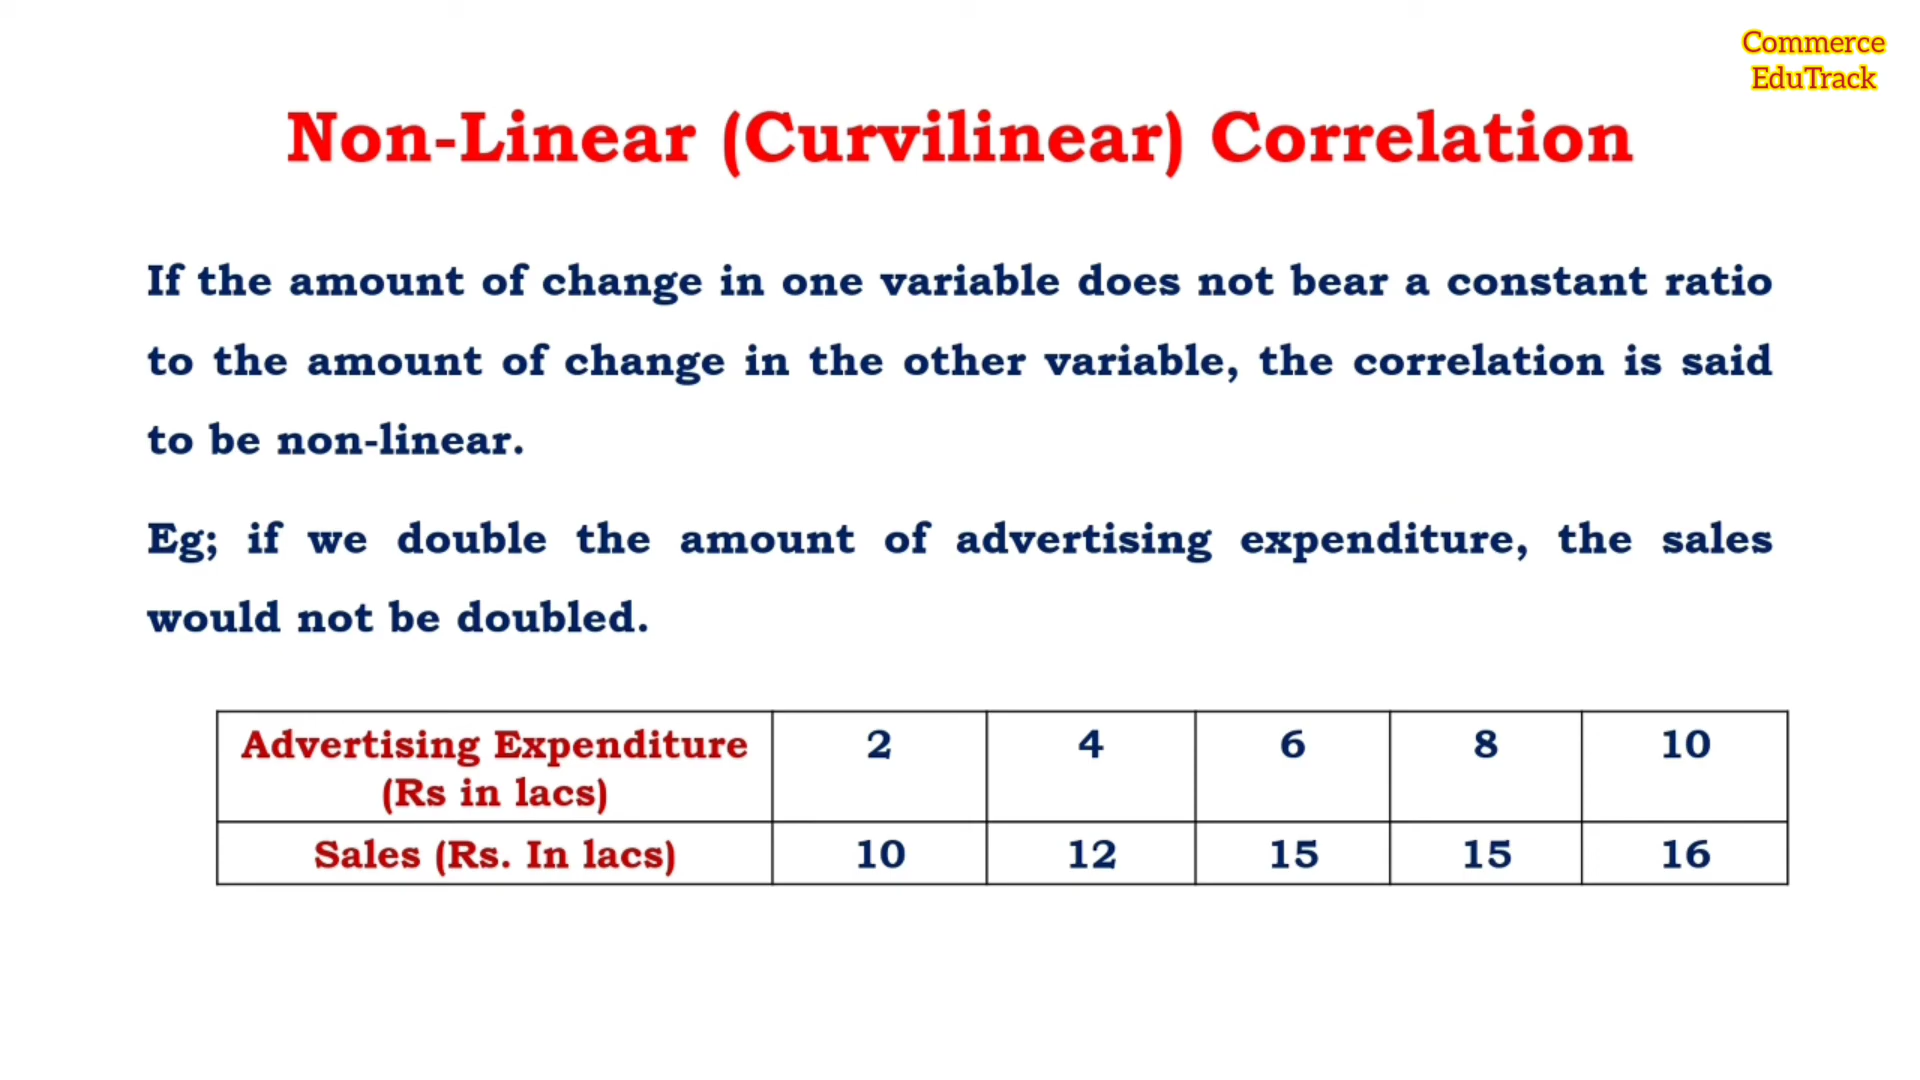 Commerce
EduTrack
Non-Linear (Curvilinear) Correlation
If the amount of change in one variable does not bear a constant ratio
to the amount of change in the other variable, the correlation is said
to be non-linear.
Eg; if we double the amount of advertising expenditure, the sales
would not be doubled.
Advertising Expenditure 2 4 6 8 10
(Rs in lacs)
Sales (Rs. In lacs) 10 12 15 15 16